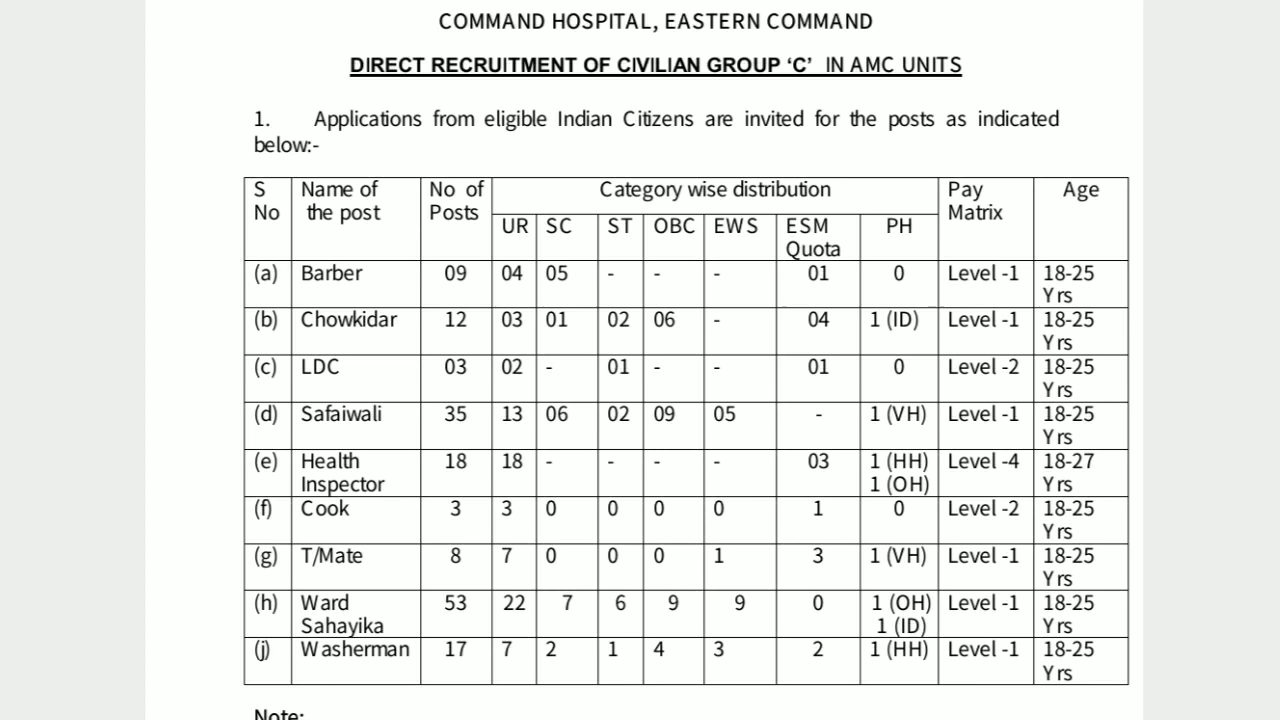 COMMAND HOSPITAL, EASTERN COMMAND
DIRECT RECRUITMENT OF CIVILIAN GROUP ‘C’ IN AMC UNITS
1. Applications from eligible Indian Citizens are invited for the posts as indicated
below:-
S No | Name of the post | No of Posts | Category wise distribution | Pay Matrix | Age
UR | SC | ST | OBC | EWS | ESM Quota | PH
(a) Barber 09 04 05 - - - 01 0 Level -1 18-25 Yrs
(b) Chowkidar 12 03 01 02 06 - 04 1 (ID) Level -1 18-25 Yrs
(c) LDC 03 02 - 01 - - 01 0 Level -2 18-25 Yrs
(d) Safaiwali 35 13 06 02 09 05 - 1 (VH) Level -1 18-25 Yrs
(e) Health Inspector 18 18 - - - - 03 1 (HH) 1 (OH) Level -4 18-27 Yrs
(f) Cook 3 3 0 0 0 0 1 0 Level -2 18-25 Yrs
(g) T/Mate 8 7 0 0 0 1 3 1 (VH) Level -1 18-25 Yrs
(h) Ward Sahayika 53 22 7 6 9 9 0 1 (OH) 1 (ID) Level -1 18-25 Yrs
(j) Washerman 17 7 2 1 4 3 2 1 (HH) Level -1 18-25 Yrs
Note: